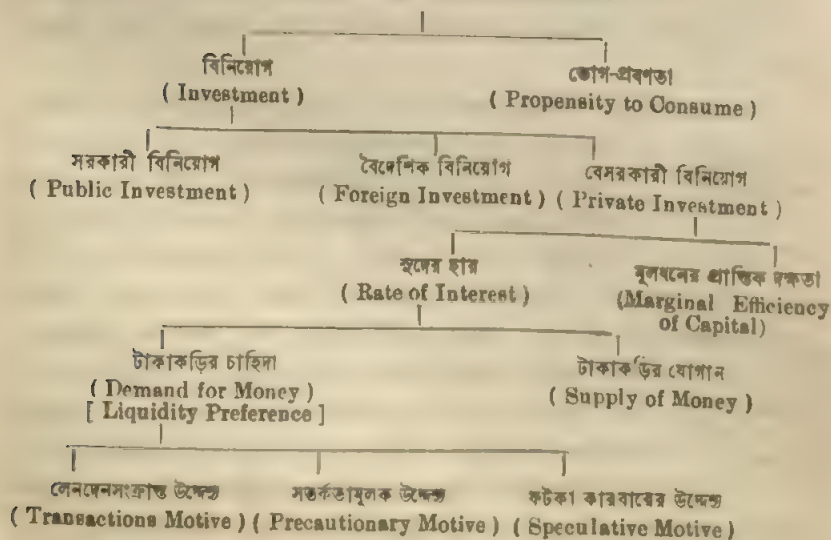 বিনিয়োগ ভোগ-প্রবণতা
( Investment ) ( Propensity to Consume )
সরকারী বিনিয়োগ বৈদেশিক বিনিয়োগ বেসরকারী বিনিয়োগ
( Public Investment ) ( Foreign Investment ) ( Private Investment )
সুদের হার মূলধনের প্রান্তিক দক্ষতা
( Rate of Interest ) (Marginal Efficiency
of Capital)
টাকাকড়ির চাহিদা টাকাকড়ির যোগান
( Demand for Money ) ( Supply of Money )
[ Liquidity Preference ]
লেনদেনসংক্রান্ত উদ্দেশ্য সতর্কতামূলক উদ্দেশ্য ফটকা কারবারের উদ্দেশ্য
( Transactions Motive ) ( Precautionary Motive ) ( Speculative Motive )